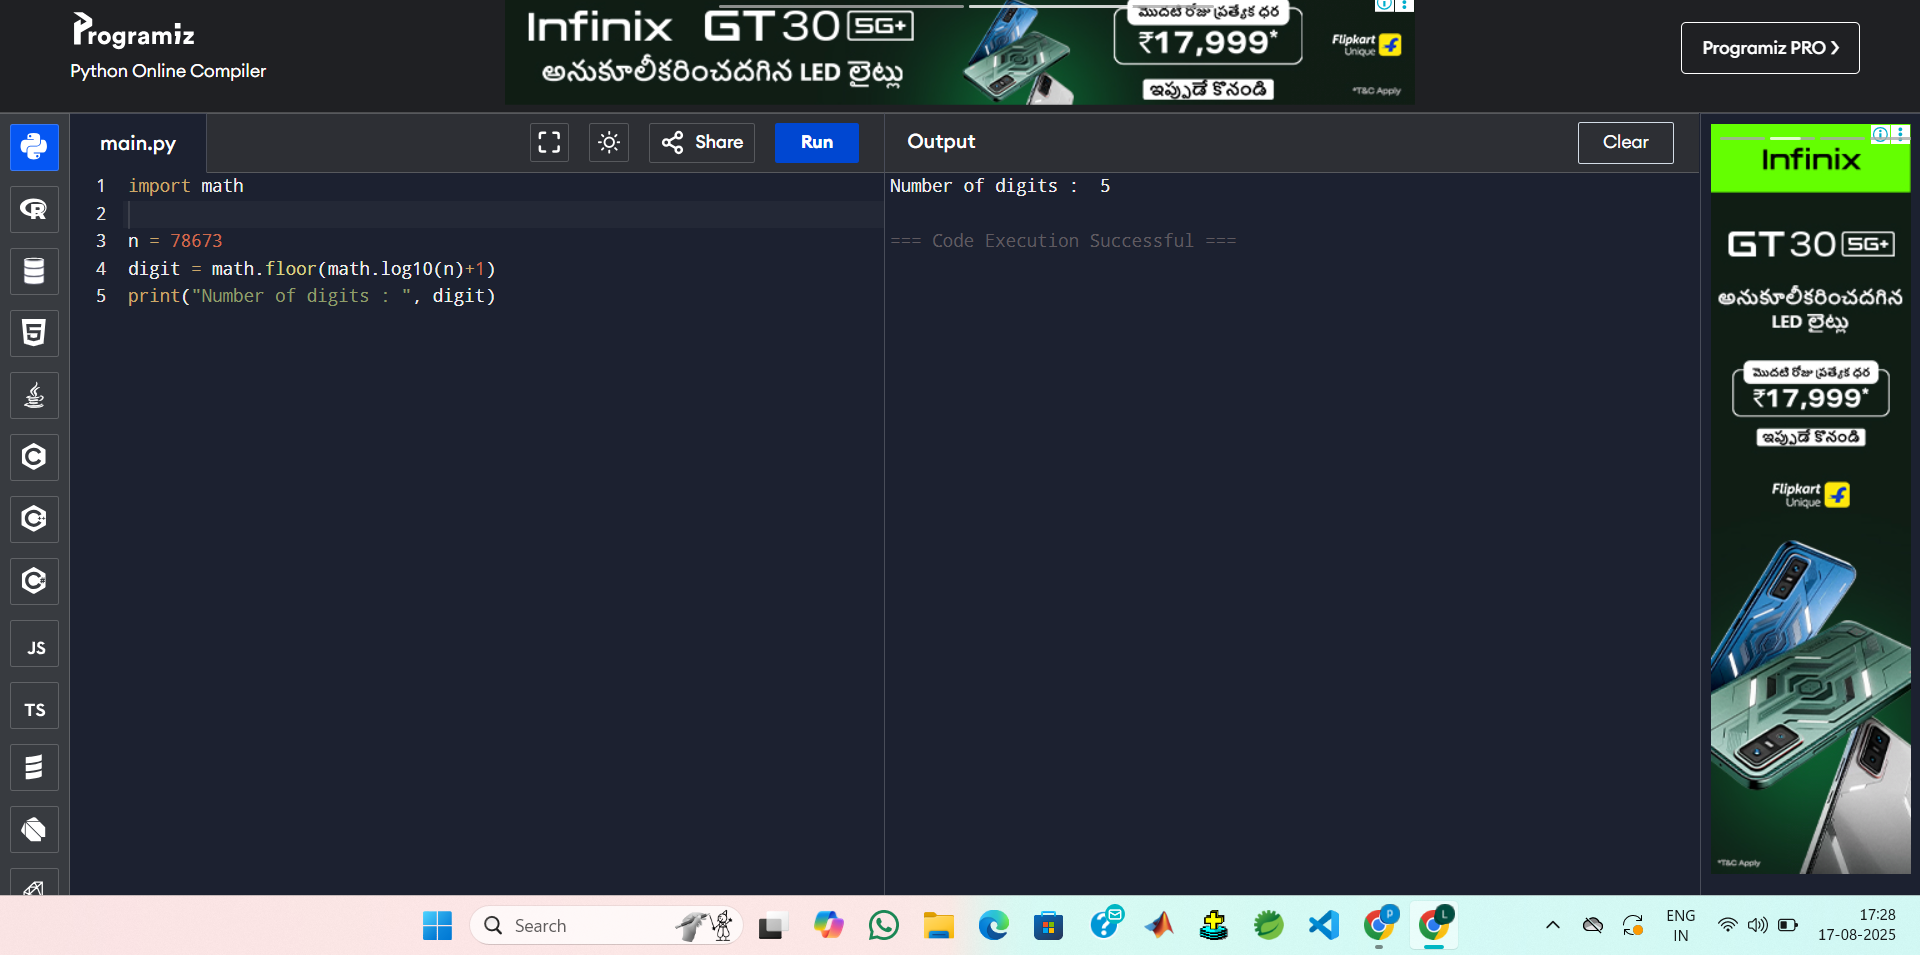 Programiz
Python Online Compiler
Infinix GT 30 5G+
అనుకూలీకరించదగిన LED లైట్లు
మొదటి రోజు ప్రత్యేక ధర
₹17,999*
ఇప్పుడే కొనండి
Flipkart
Unique
*T&C Apply
Programiz PRO
main.py
Share
Run
Output
Clear
1 import math
2
3 n = 78673
4 digit = math.floor(math.log10(n)+1)
5 print("Number of digits : ", digit)
Number of digits :  5
=== Code Execution Successful ===
JS
TS
Infinix
GT 30 5G+
అనుకూలీకరించదగిన
LED లైట్లు
మొదటి రోజు ప్రత్యేక ధర
₹17,999*
ఇప్పుడే కొనండి
Flipkart
Unique
*T&C Apply
Search
P
L
ENG
IN
17:28
17-08-2025